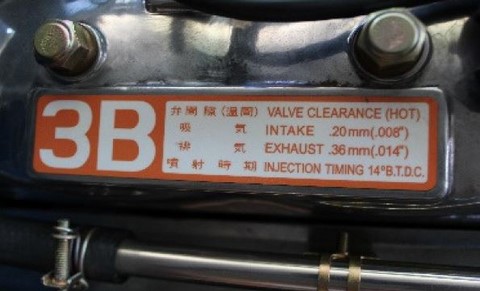 3B
弁間隙(温間) VALVE CLEARANCE (HOT)
吸気 INTAKE .20mm(.008")
排気 EXHAUST .36mm(.014")
噴射時期 INJECTION TIMING 14°B.T.D.C.